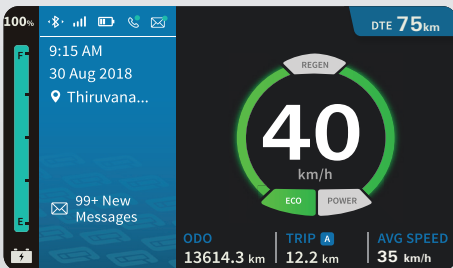 100%
F
E
9:15 AM
30 Aug 2018
Thiruvana...
99+ New
Messages
DTE 75km
REGEN
40
km/h
ECO POWER
ODO
13614.3 km
TRIP A
12.2 km
AVG SPEED
35 km/h